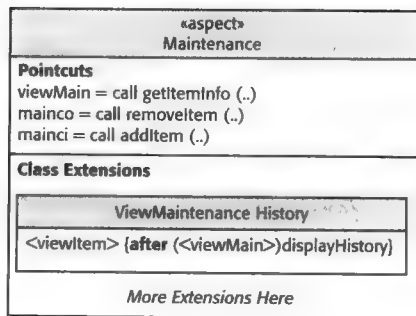 «aspect»
Maintenance
Pointcuts
viewMain = call getItemInfo (..)
mainco = call removeItem (..)
mainci = call addItem (..)
Class Extensions
ViewMaintenance History
<viewItem> {after (<viewMain>)displayHistory}
More Extensions Here